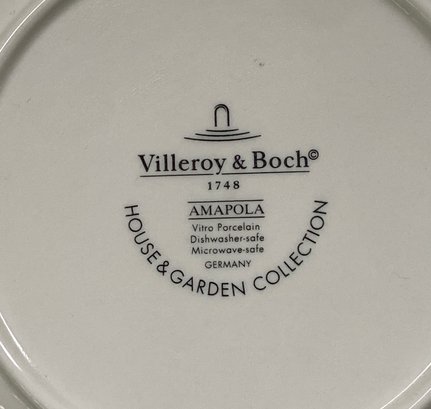 Villeroy & Boch©
1748
AMAPOLA
Vitro Porcelain
Dishwasher-safe
Microwave-safe
GERMANY
HOUSE & GARDEN COLLECTION